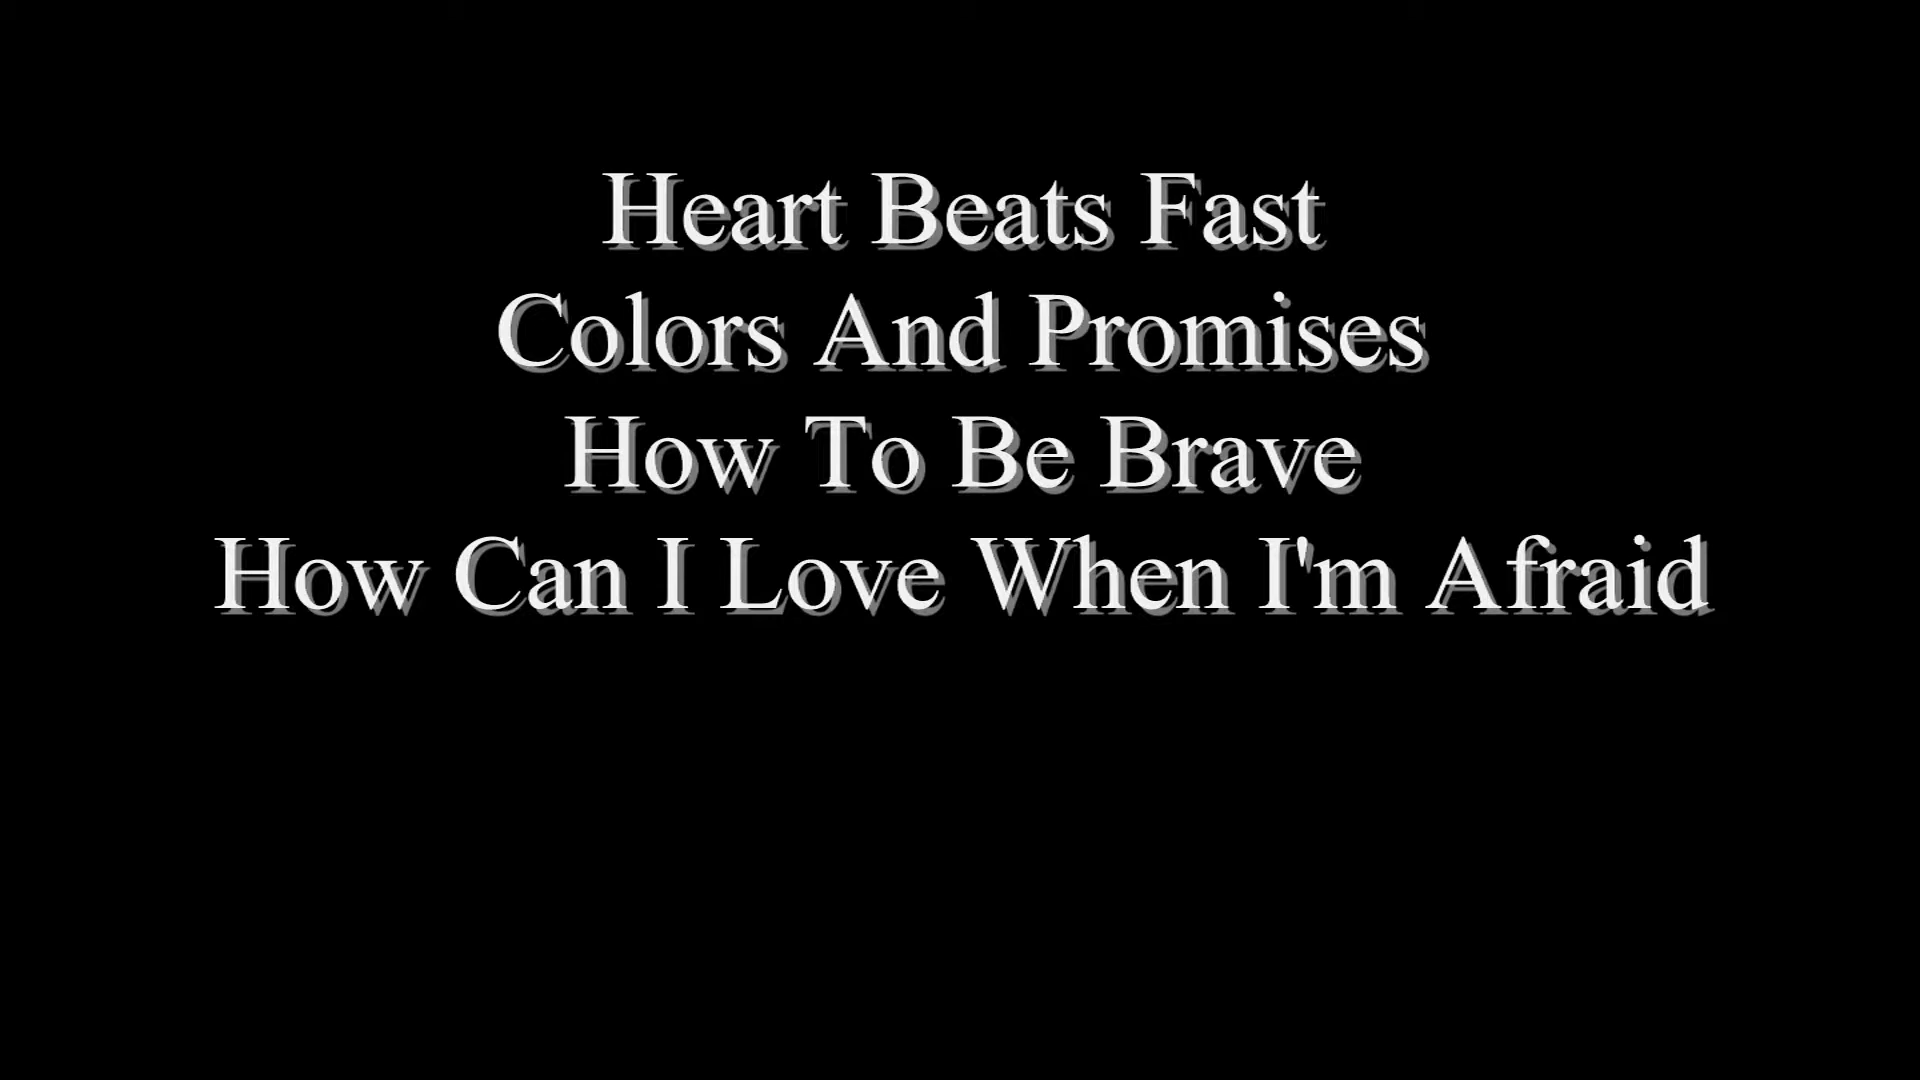 Heart Beats Fast
Colors And Promises
How To Be Brave
How Can I Love When I'm Afraid